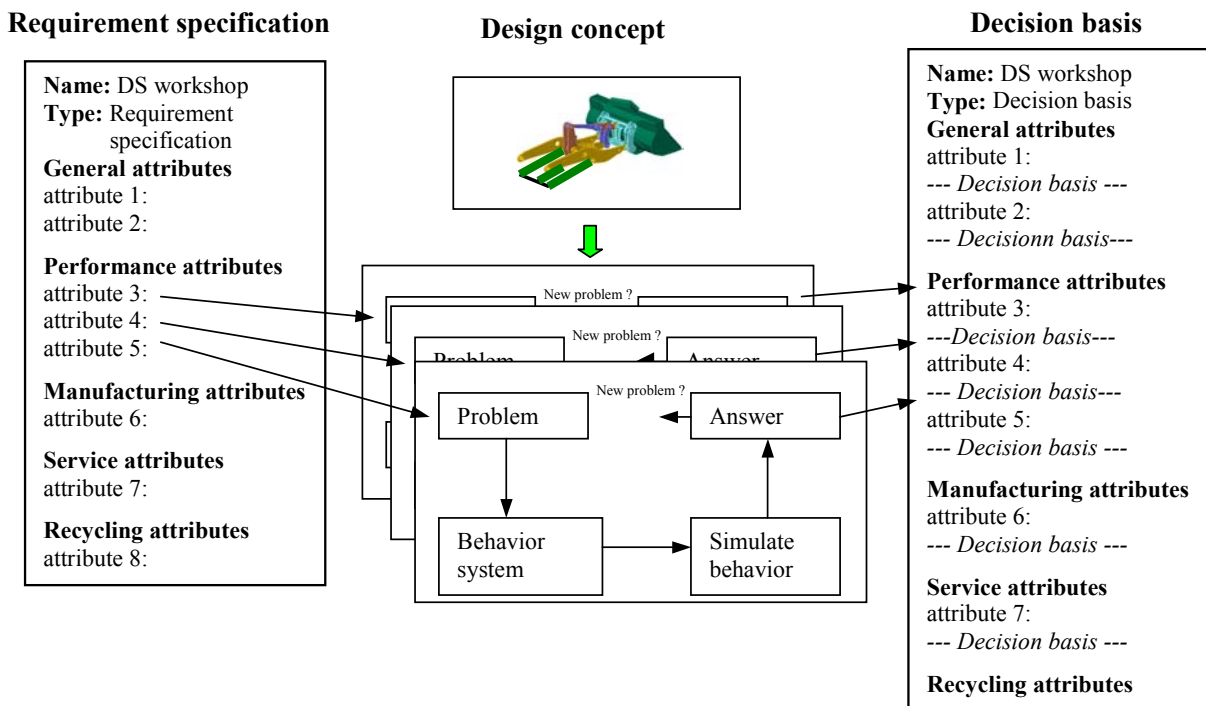 Requirement specification
Name: DS workshop
Type: Requirement
specification
General attributes
attribute 1:
attribute 2:
Performance attributes
attribute 3:
attribute 4:
attribute 5:
Manufacturing attributes
attribute 6:
Service attributes
attribute 7:
Recycling attributes
attribute 8:
Design concept
New problem ?
New problem ?
Problem
Answer
New problem ?
Problem
Answer
Behavior
system
Simulate
behavior
Decision basis
Name: DS workshop
Type: Decision basis
General attributes
attribute 1:
--- Decision basis ---
attribute 2:
--- Decisionn basis---
Performance attributes
attribute 3:
---Decision basis---
attribute 4:
--- Decision basis---
attribute 5:
--- Decision basis ---
Manufacturing attributes
attribute 6:
--- Decision basis ---
Service attributes
attribute 7:
--- Decision basis ---
Recycling attributes